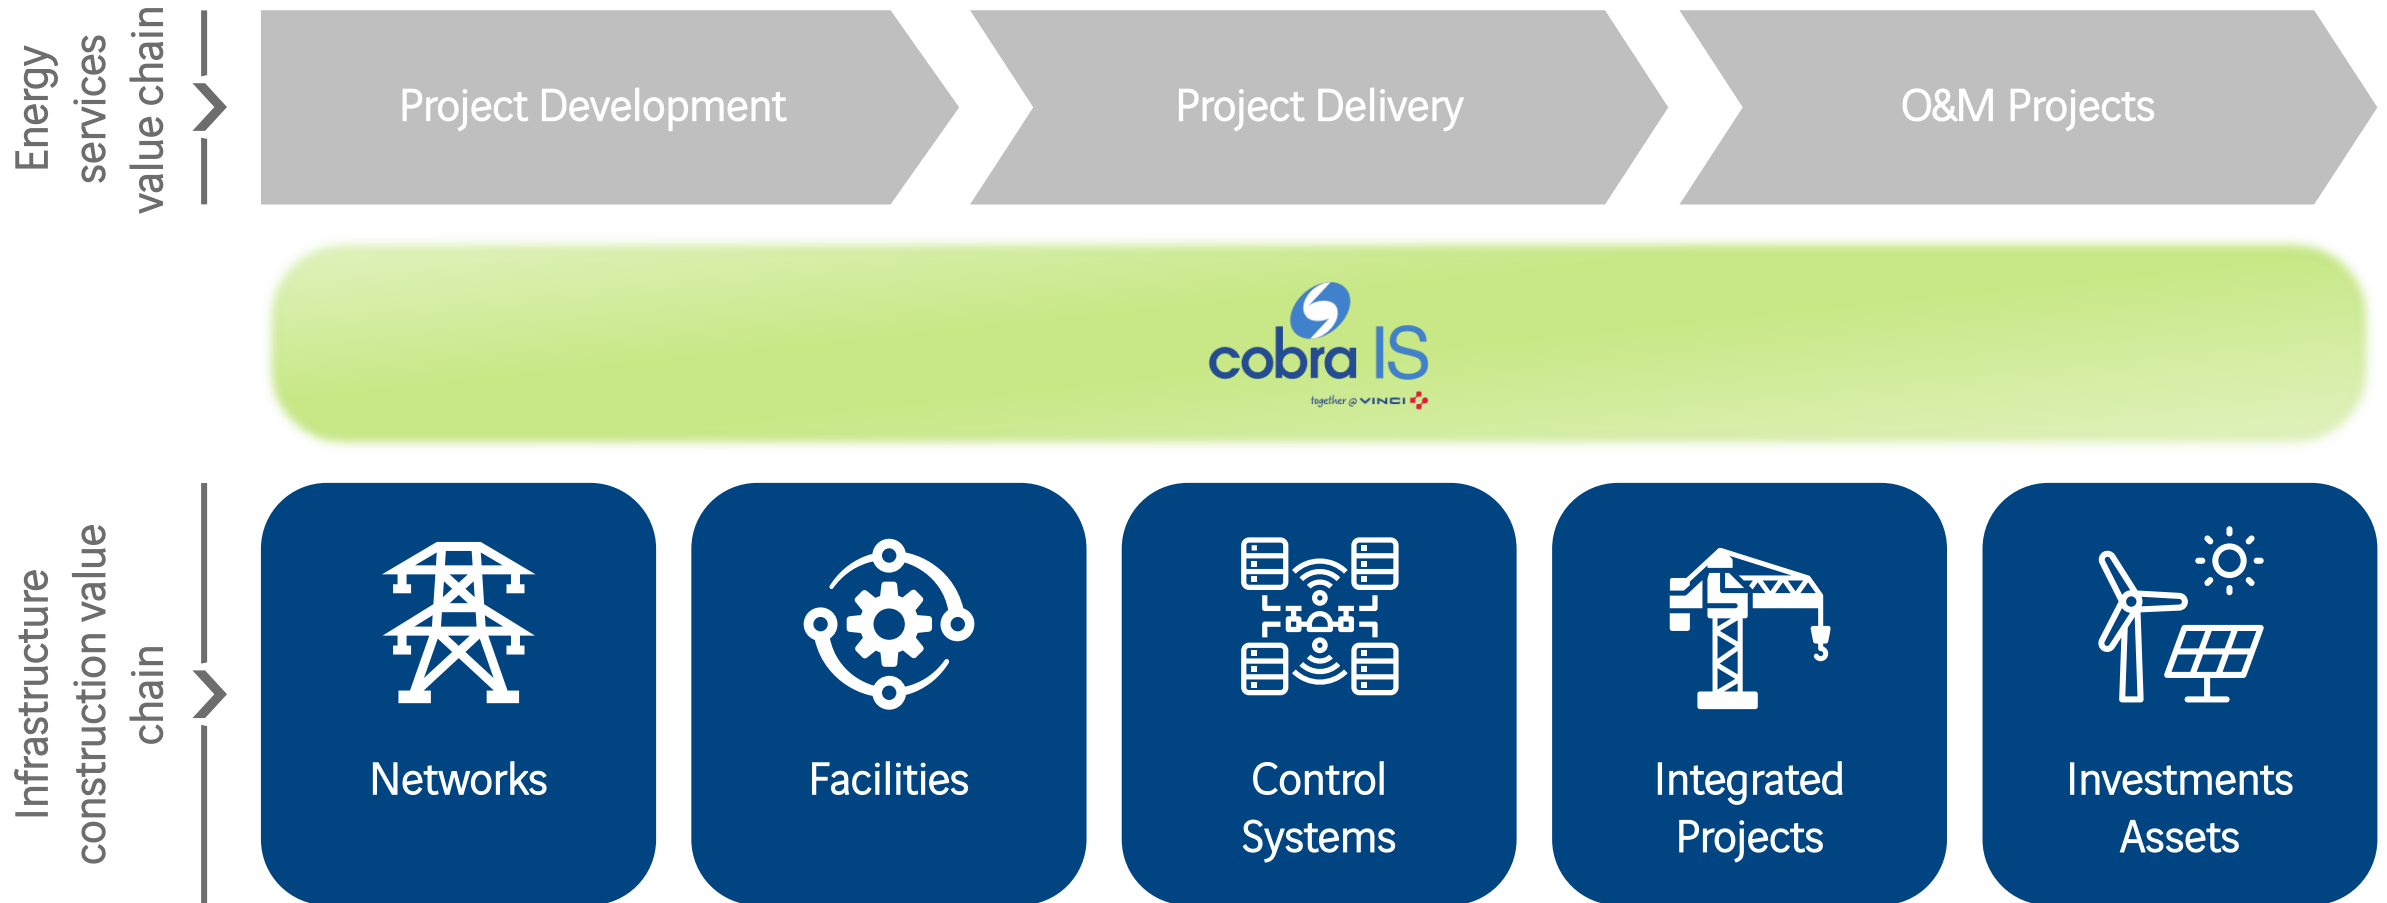 Energy
services
value chain
Project Development
Project Delivery
O&M Projects
cobra IS
together @ VINCI
Infrastructure
construction value
chain
Networks
Facilities
Control
Systems
Integrated
Projects
Investments
Assets